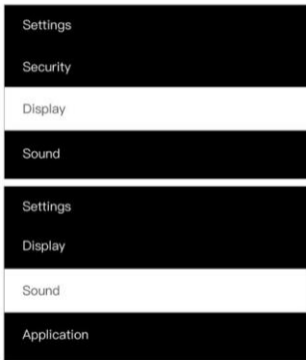 Settings
Security
Display
Sound
Settings
Display
Sound
Application